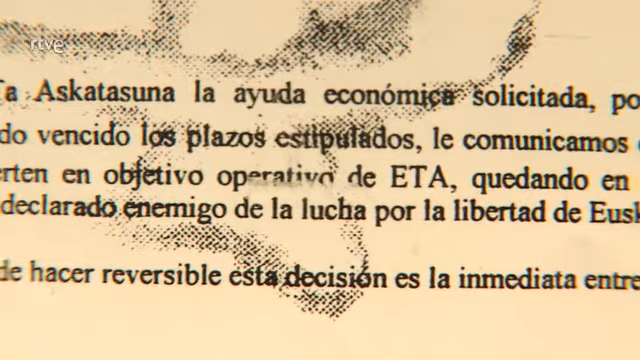 rtve
Ta Askatasuna la ayuda económica solicitada, po
do vencido los plazos estipulados, le comunicamos
erten en objetivo operativo de ETA, quedando en
declarado enemigo de la lucha por la libertad de Eusk
de hacer reversible esta decisión es la inmediata entre